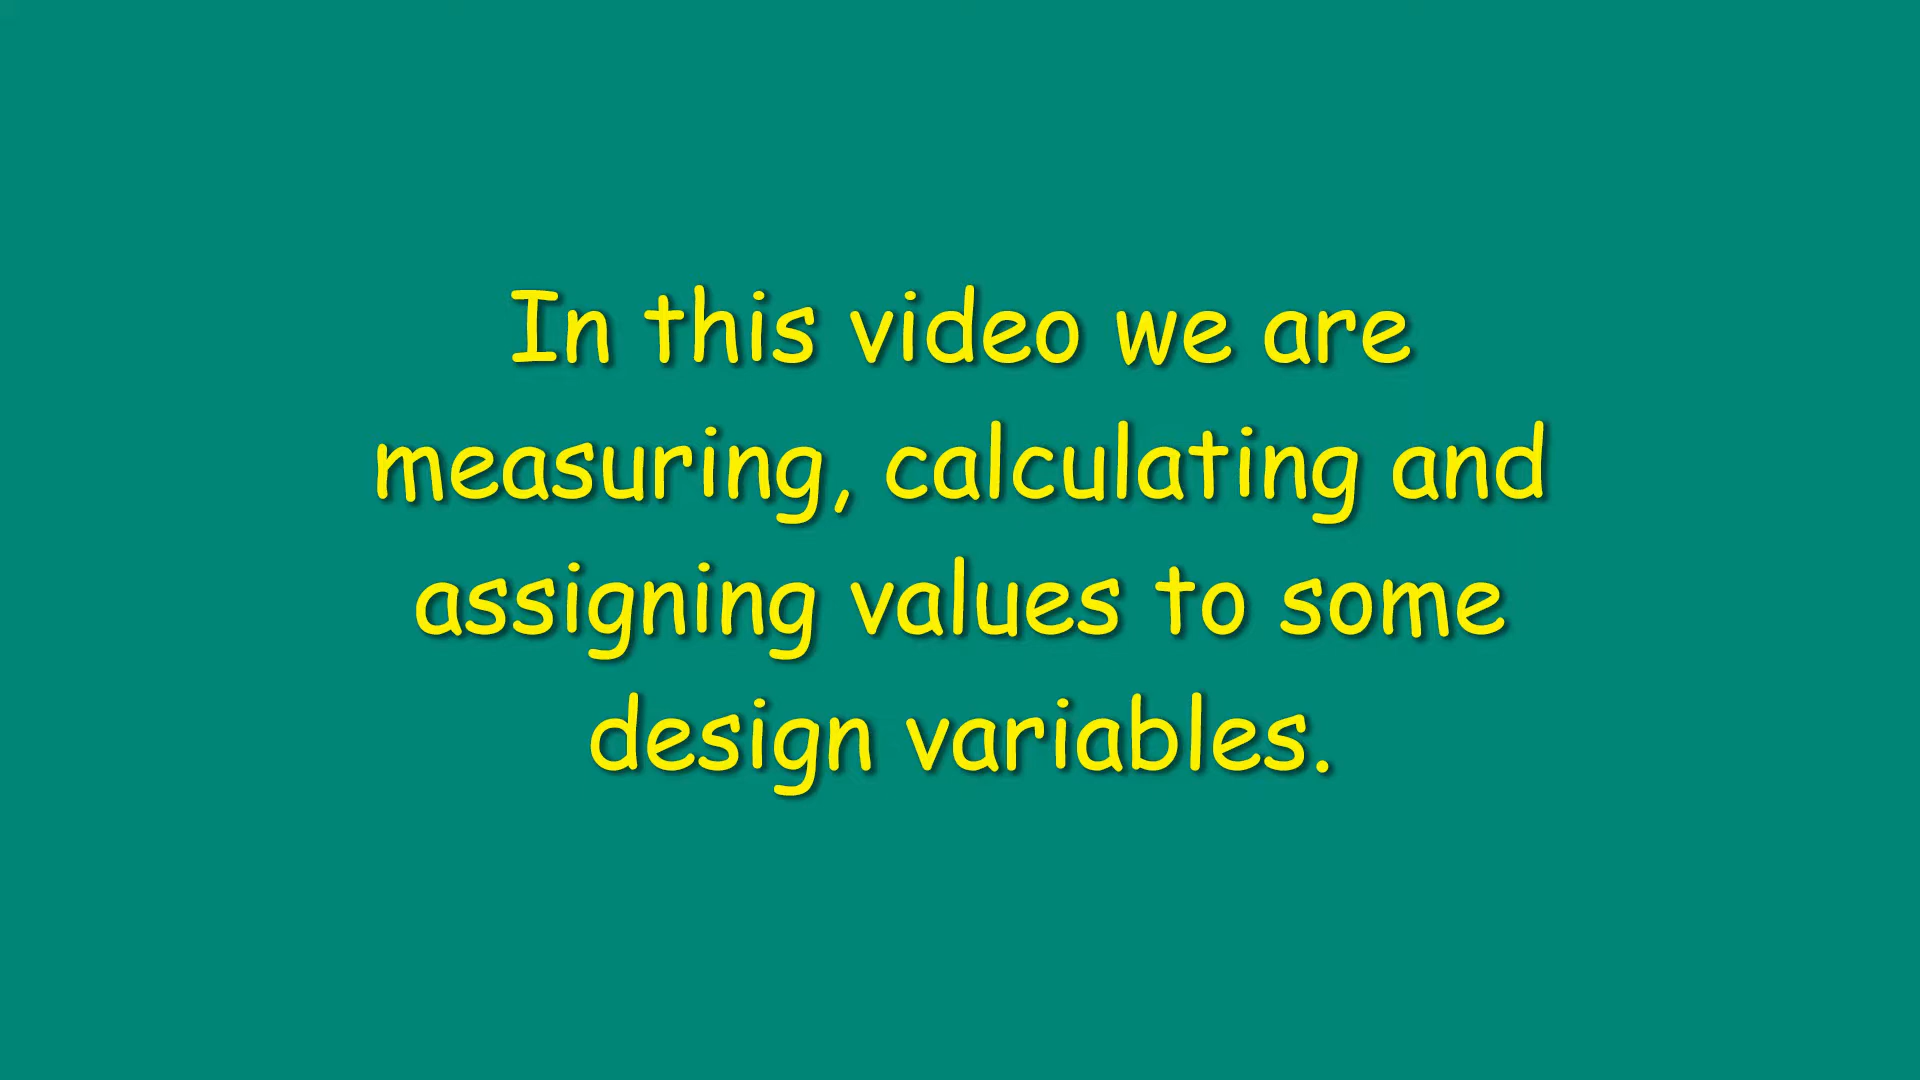 In this video we are
measuring, calculating and
assigning values to some
design variables.